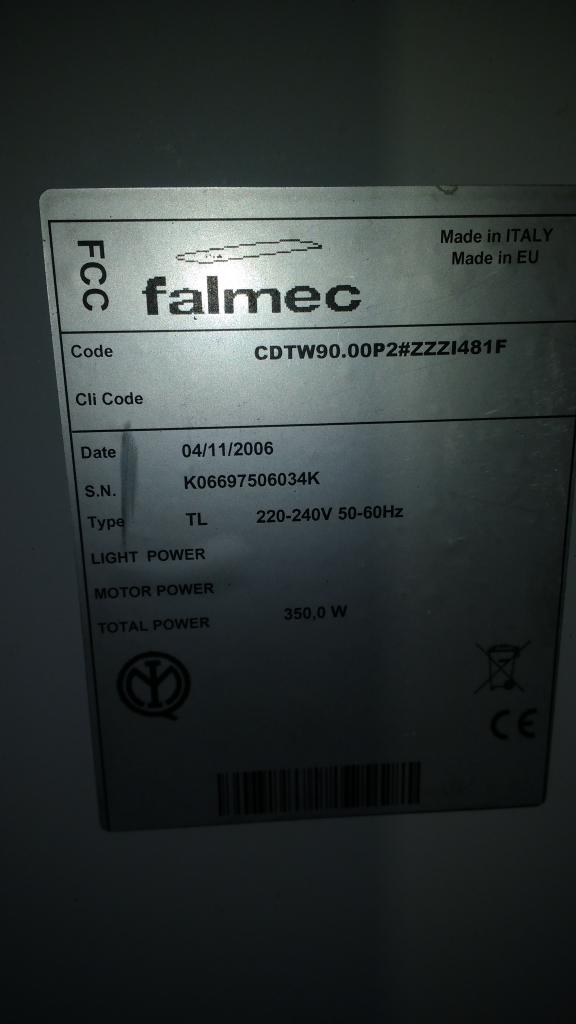 FCC
falmec
Made in ITALY
Made in EU
Code CDTW90.00P2#ZZZI481F
Cli Code
Date 04/11/2006
S.N. K06697506034K
Type TL 220-240V 50-60Hz
LIGHT POWER
MOTOR POWER
TOTAL POWER 350,0 W
IMQ
CE